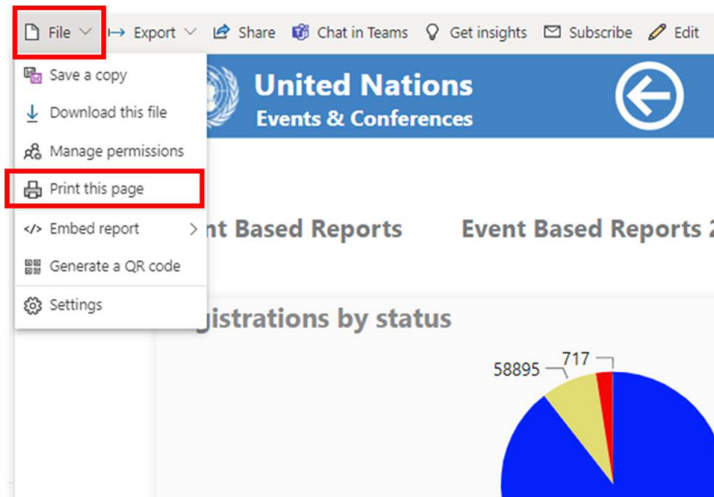 File Export Share Chat in Teams Get insights Subscribe Edit
Save a copy
Download this file
Manage permissions
Print this page
Embed report
Generate a QR code
Settings
United Nations
Events & Conferences
nt Based Reports Event Based Reports 2
gistrations by status
58895 717